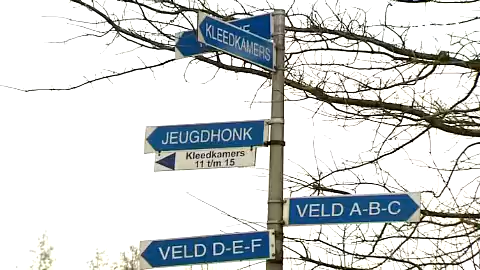 KLEEDKAMERS
JEUGDHONK
Kleedkamers
11 t/m 15
VELD A-B-C
VELD D-E-F